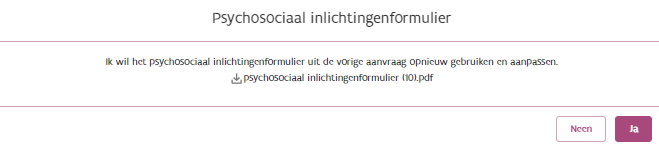 Psychosociaal inlichtingenformulier
Ik wil het psychosociaal inlichtingenformulier uit de vorige aanvraag opnieuw gebruiken en aanpassen.
psychosociaal inlichtingenformulier (10).pdf
Neen
Ja